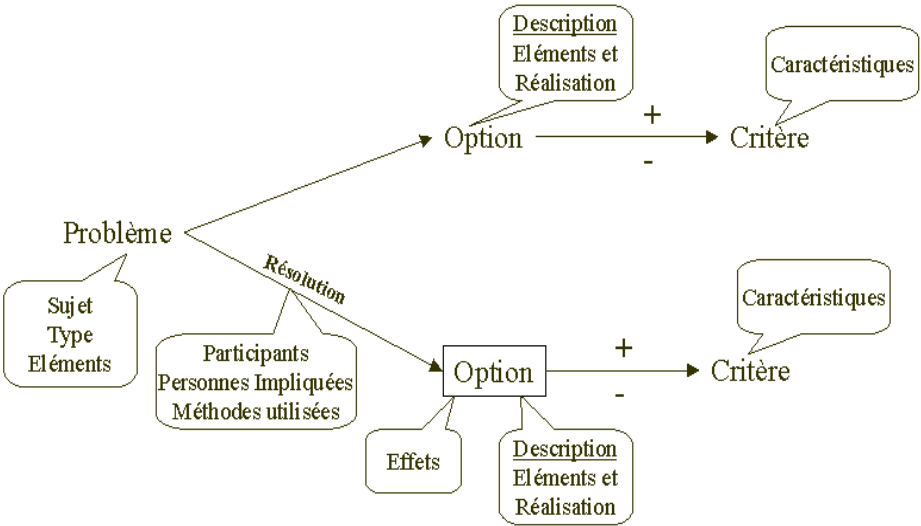 Description
Eléments et
Réalisation
Caractéristiques
Option
+
-
Critère
Problème
Résolution
Sujet
Type
Eléments
Participants
Personnes Impliquées
Méthodes utilisées
Caractéristiques
Option
+
-
Critère
Effets
Description
Eléments et
Réalisation